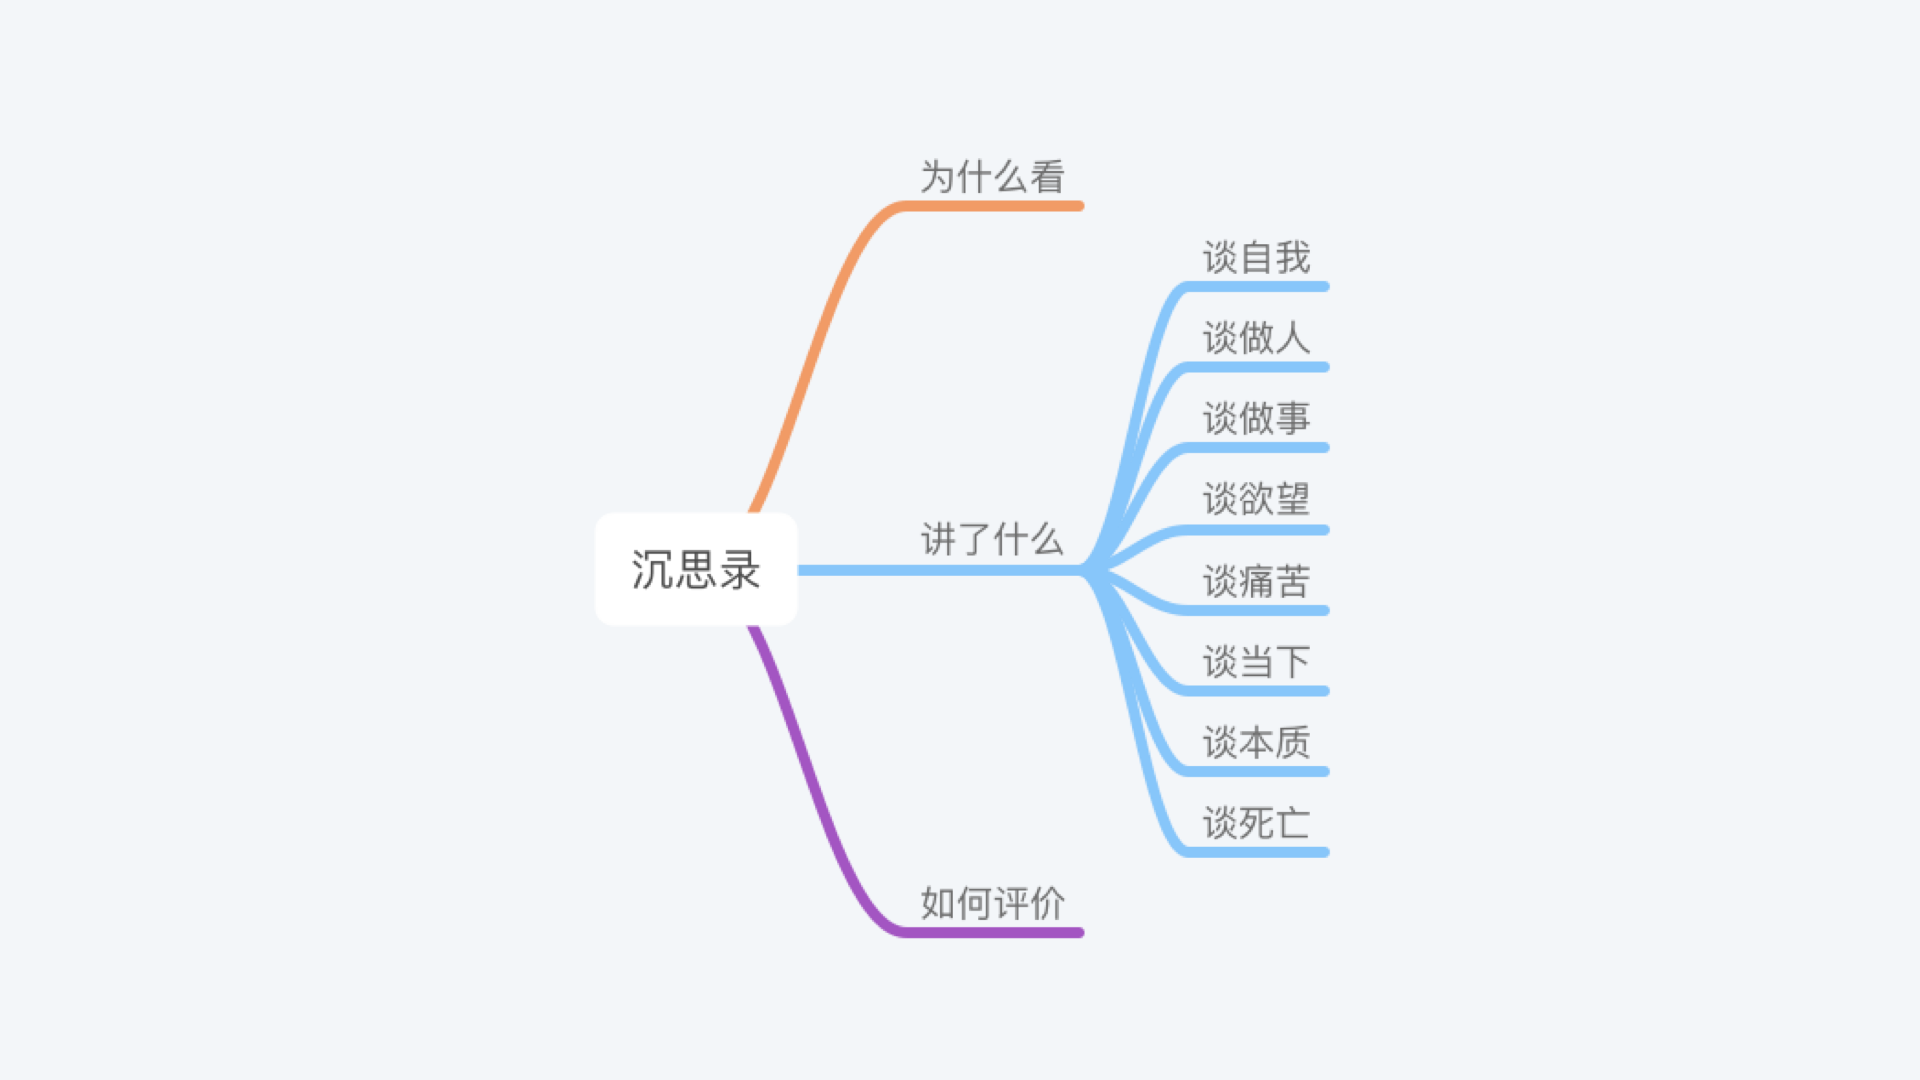 沉思录
为什么看
讲了什么
谈自我
谈做人
谈做事
谈欲望
谈痛苦
谈当下
谈本质
谈死亡
如何评价